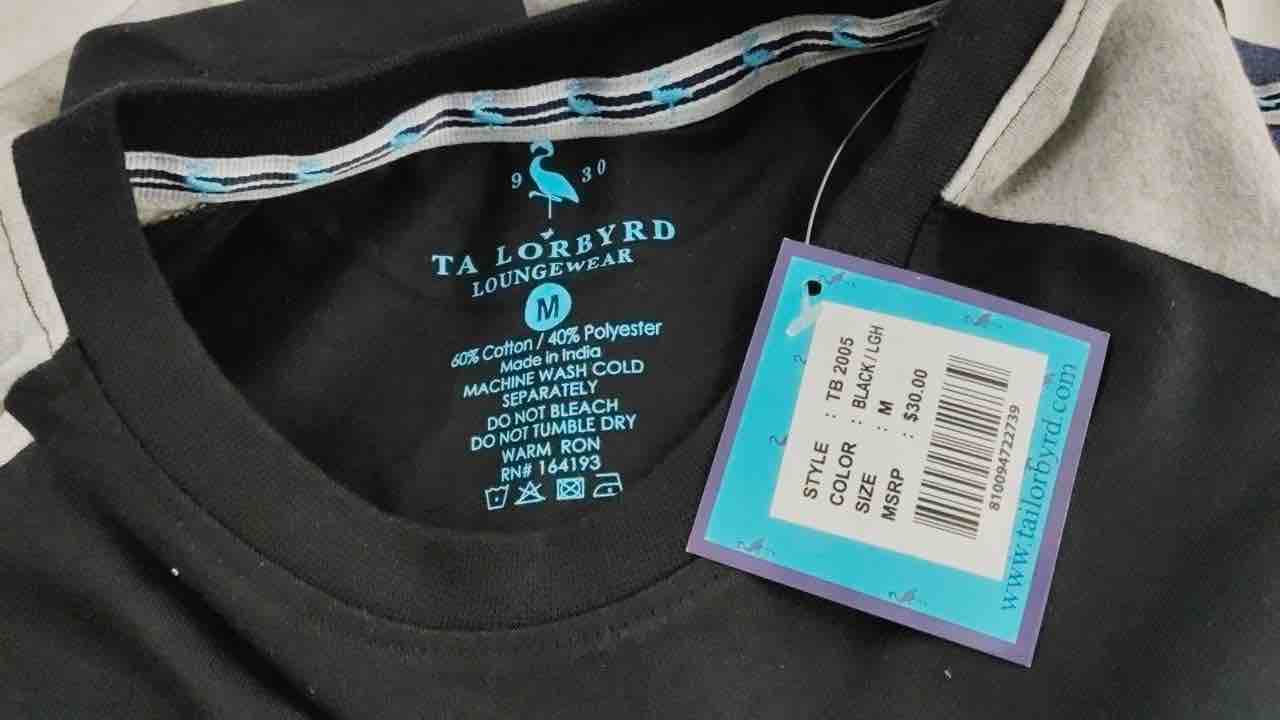 9 30
TA LORBYRD
LOUNGEWEAR
M
60% Cotton / 40% Polyester
Made in India
MACHINE WASH COLD
SEPARATELY
DO NOT BLEACH
DO NOT TUMBLE DRY
WARM RON
RN# 164193
STYLE : TB 2005
COLOR : BLACK / LGH
SIZE : M
MSRP : $30.00
810094722739
www.tailorbyrd.com